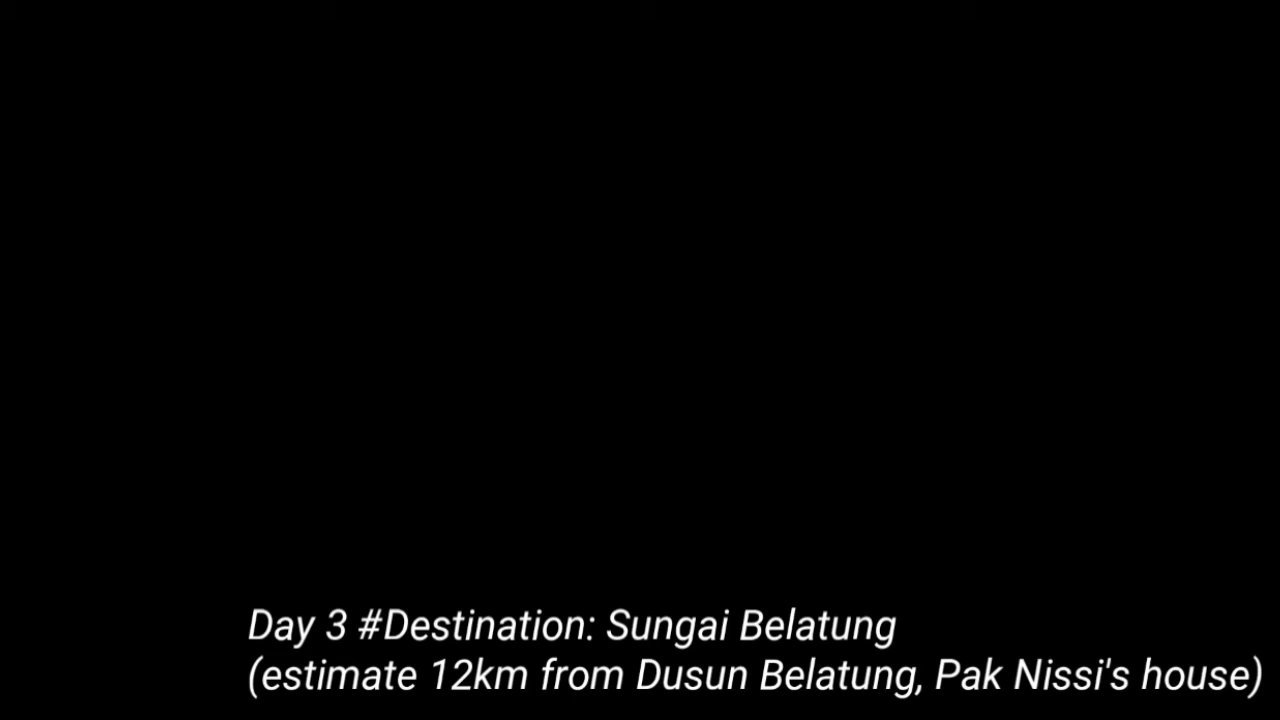 Day 3 #Destination: Sungai Belatung
(estimate 12km from Dusun Belatung, Pak Nissi's house)